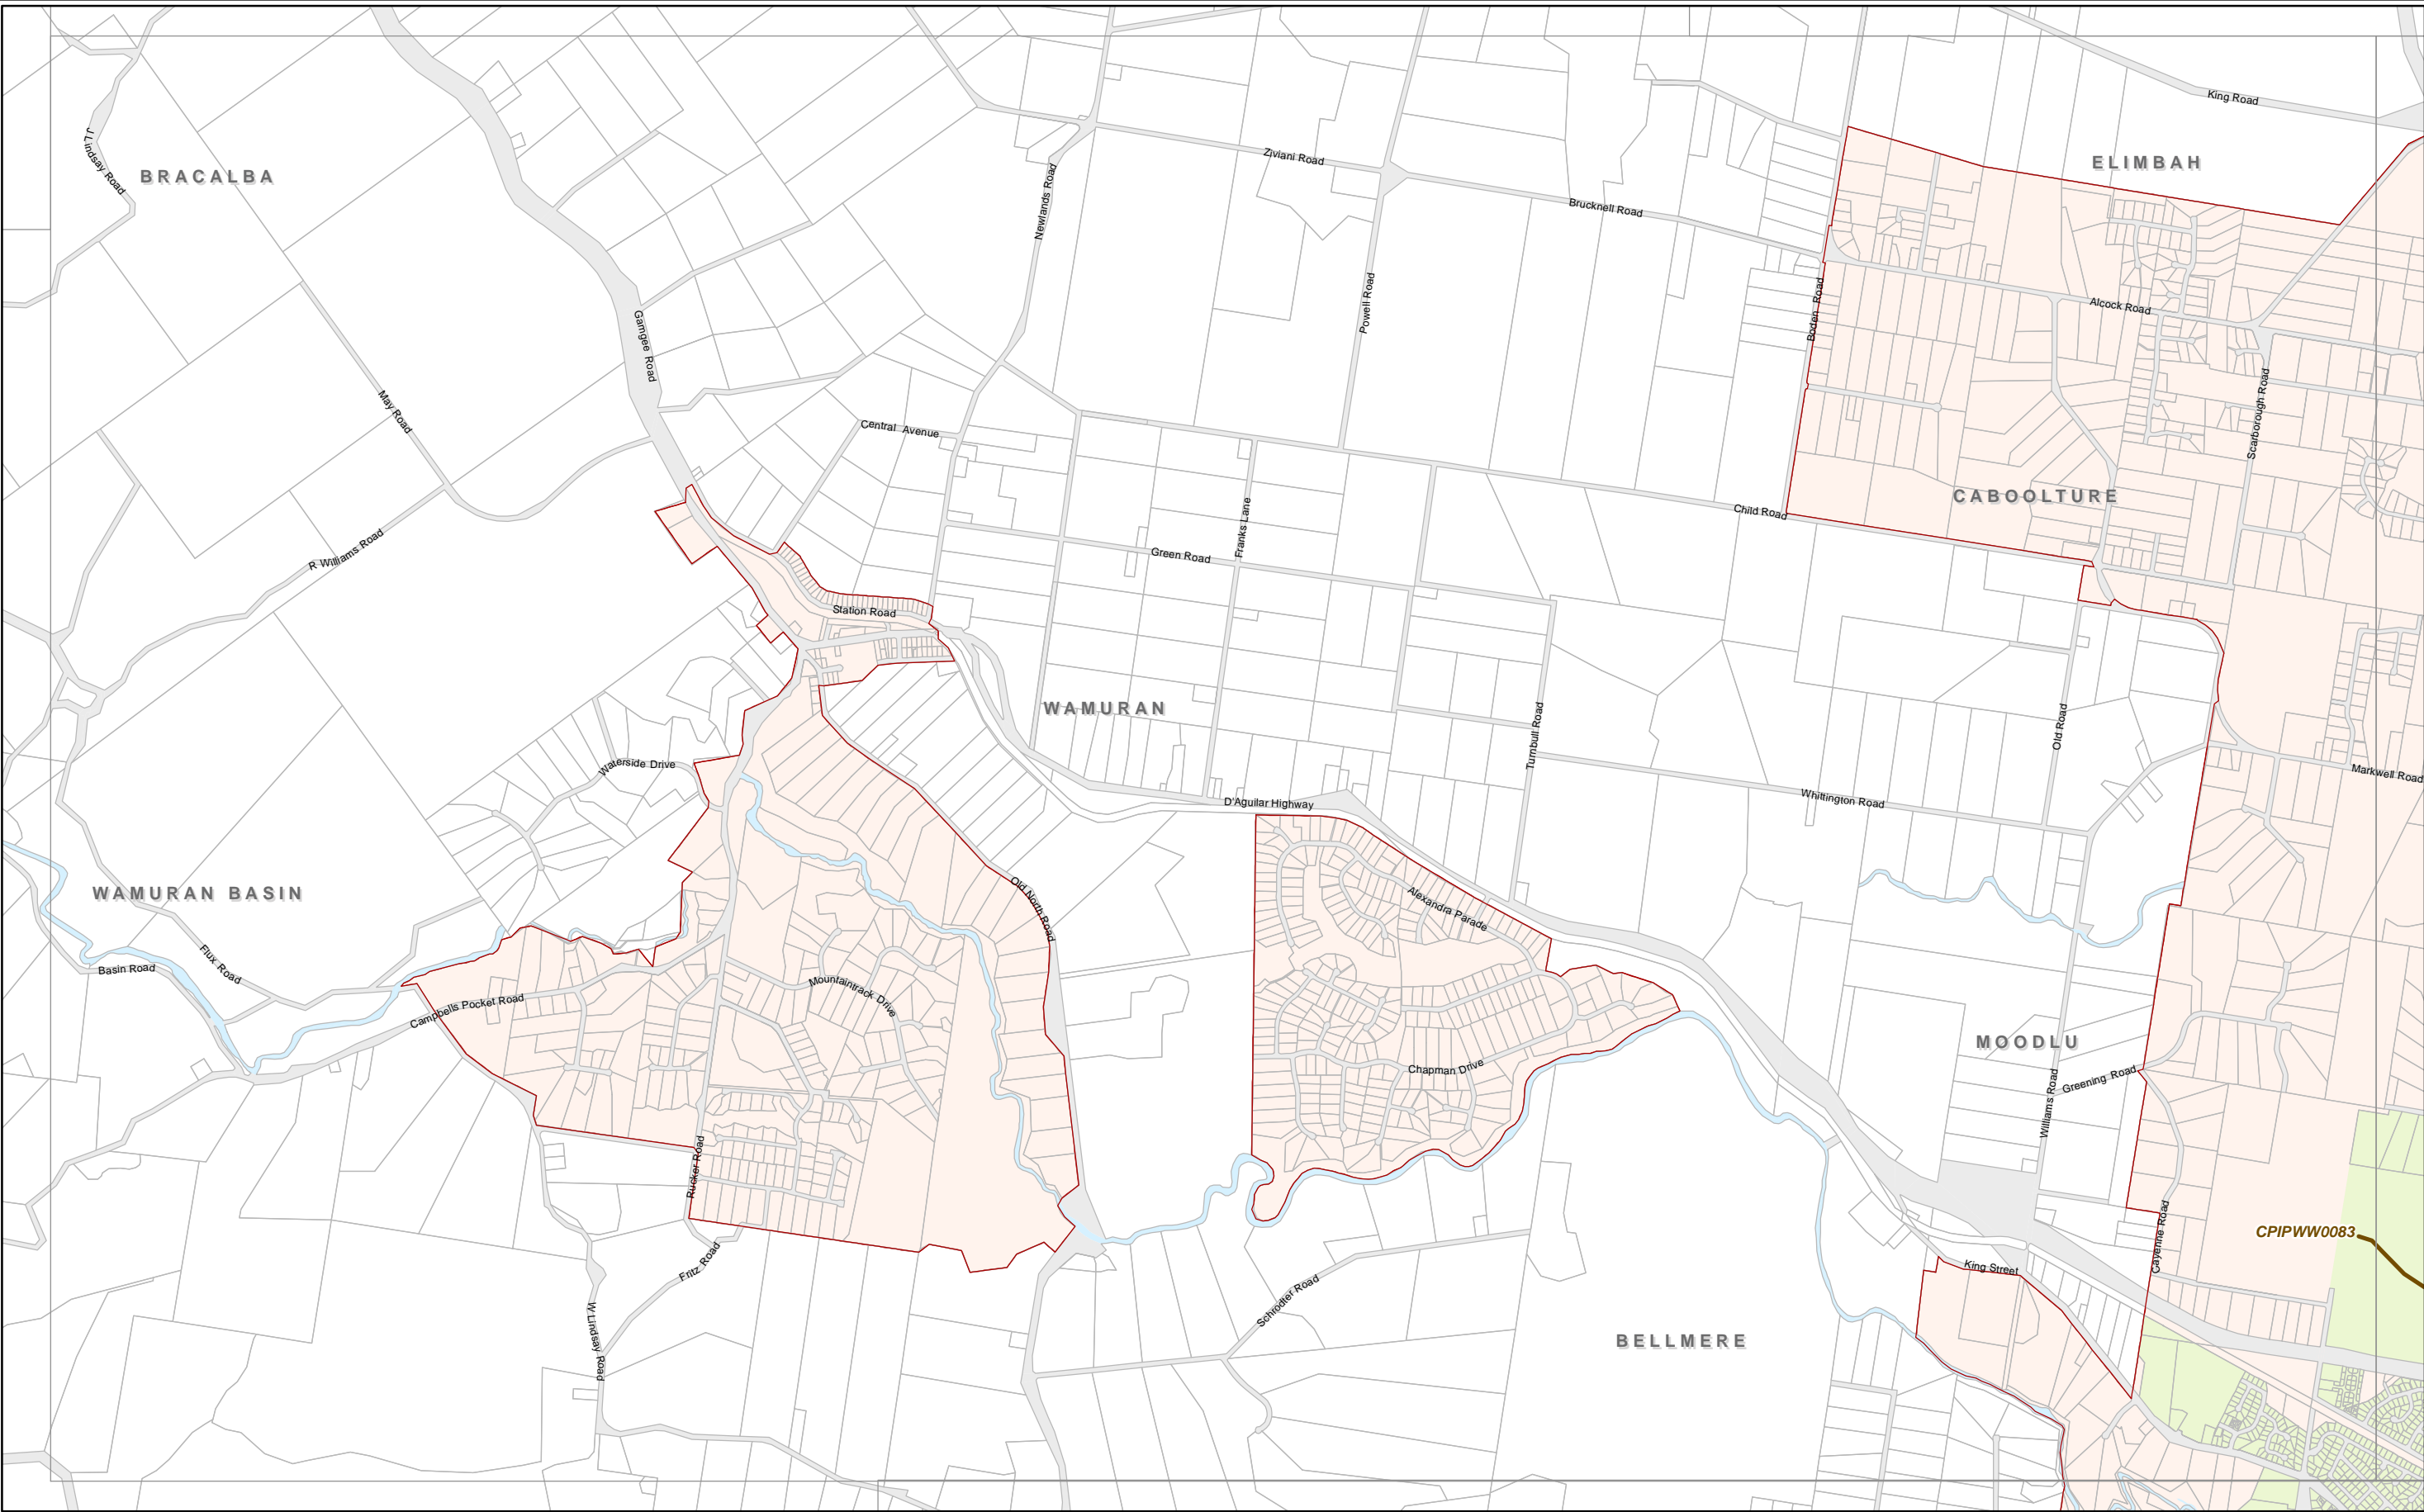 King Road
ELIMBAH
Ziviani Road
J Lindsay Road
BRACALBA
Newlands Road
Brucknell Road
Powell Road
Boden Road
Alcock Road
Gamgee Road
May Road
Central Avenue
Scarborough Road
CABOOLTURE
Child Road
Franks Lane
Green Road
R Williams Road
Station Road
WAMURAN
Turnbull Road
Old Road
Waterside Drive
Markwell Road
D'Aguilar Highway
Whittington Road
WAMURAN BASIN
Old North Road
Alexandra Parade
Flux Road
Basin Road
Mountaintrack Drive
Campbells Pocket Road
MOODLU
Chapman Drive
Greening Road
Williams Road
Rucker Road
CPIPWW0083
Cayenne Road
Fritz Road
King Street
Schrodter Road
W Lindsay Road
BELLMERE